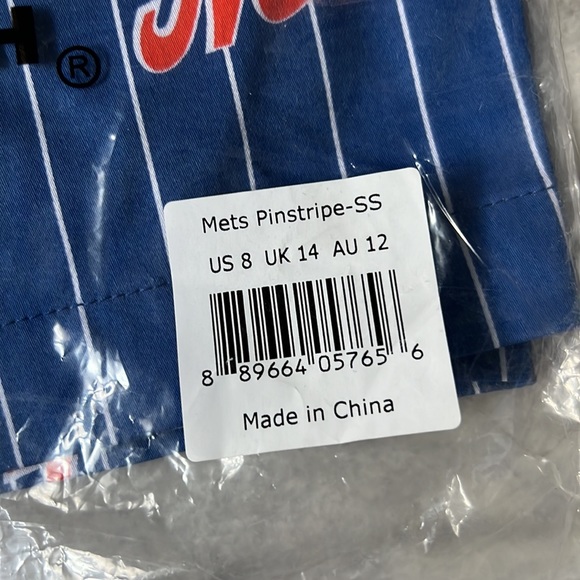 H®
Mets Pinstripe-SS
US 8 UK 14 AU 12
8 89664 05765 6
Made in China